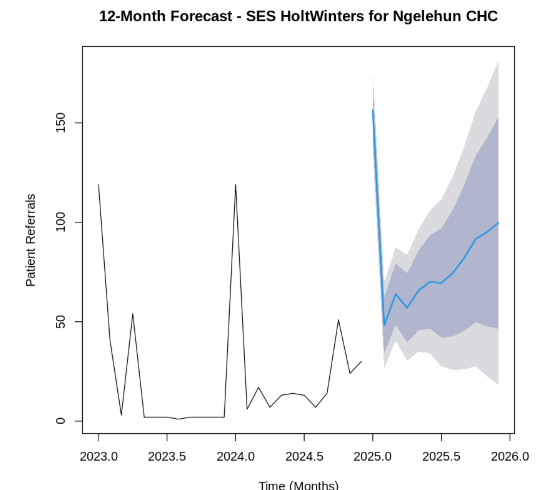 12-Month Forecast - SES HoltWinters for Ngelehun CHC
Patient Referrals
150
100
50
0
2023.0 2023.5 2024.0 2024.5 2025.0 2025.5 2026.0
Time (Months)